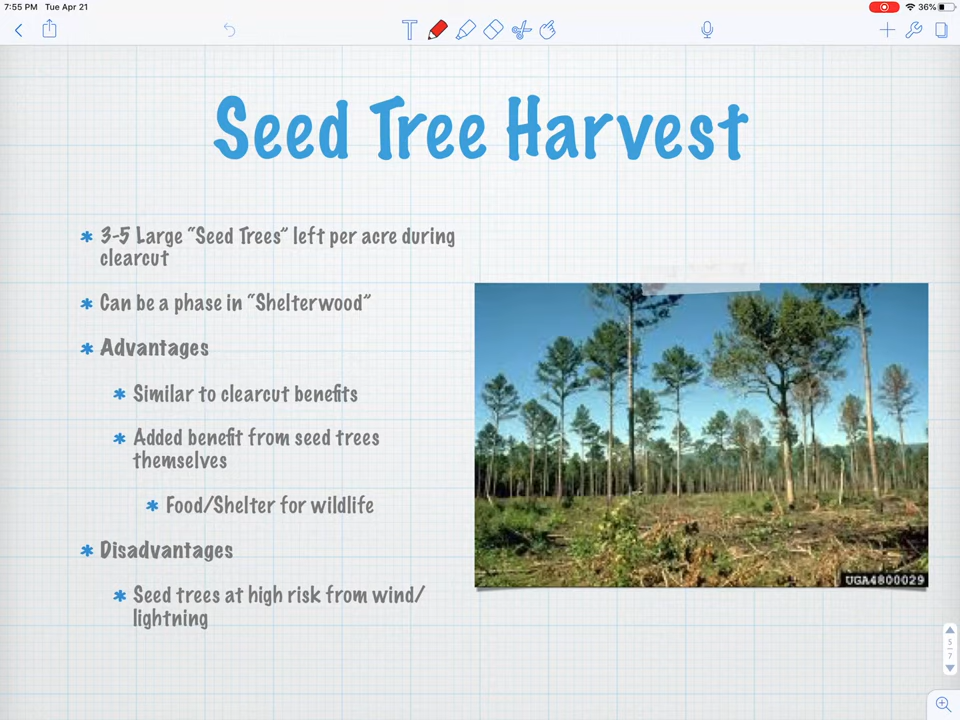 7:55 PM Tue Apr 21
36%
Seed Tree Harvest
3-5 Large "Seed Trees" left per acre during
clearcut
Can be a phase in "Shelterwood"
Advantages
Similar to clearcut benefits
Added benefit from seed trees
themselves
Food/Shelter for wildlife
Disadvantages
Seed trees at high risk from wind/
lightning
UGA4800029
5
7